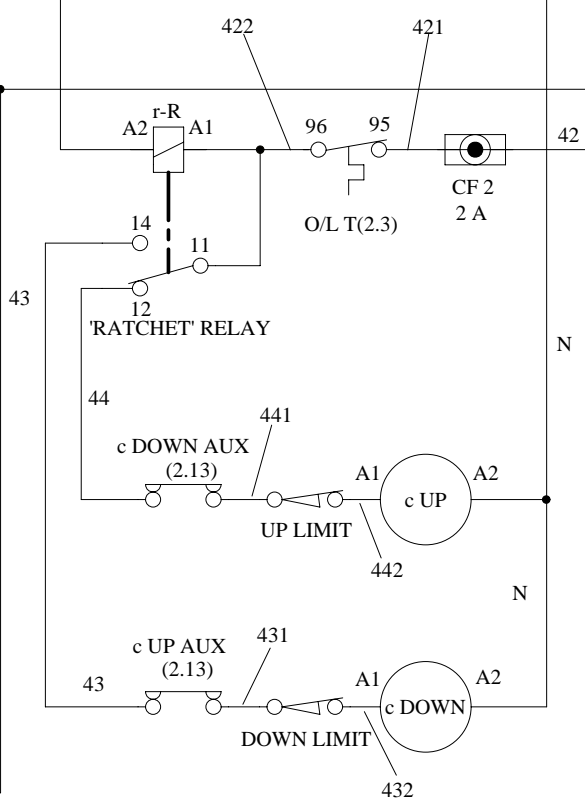 422
421
r-R
A2
A1
96
95
42
CF 2
2 A
O/L T(2.3)
14
11
12
43
'RATCHET' RELAY
N
44
441
c DOWN AUX
(2.13)
A1
A2
c UP
UP LIMIT
442
N
431
c UP AUX
(2.13)
43
A1
A2
c DOWN
DOWN LIMIT
432